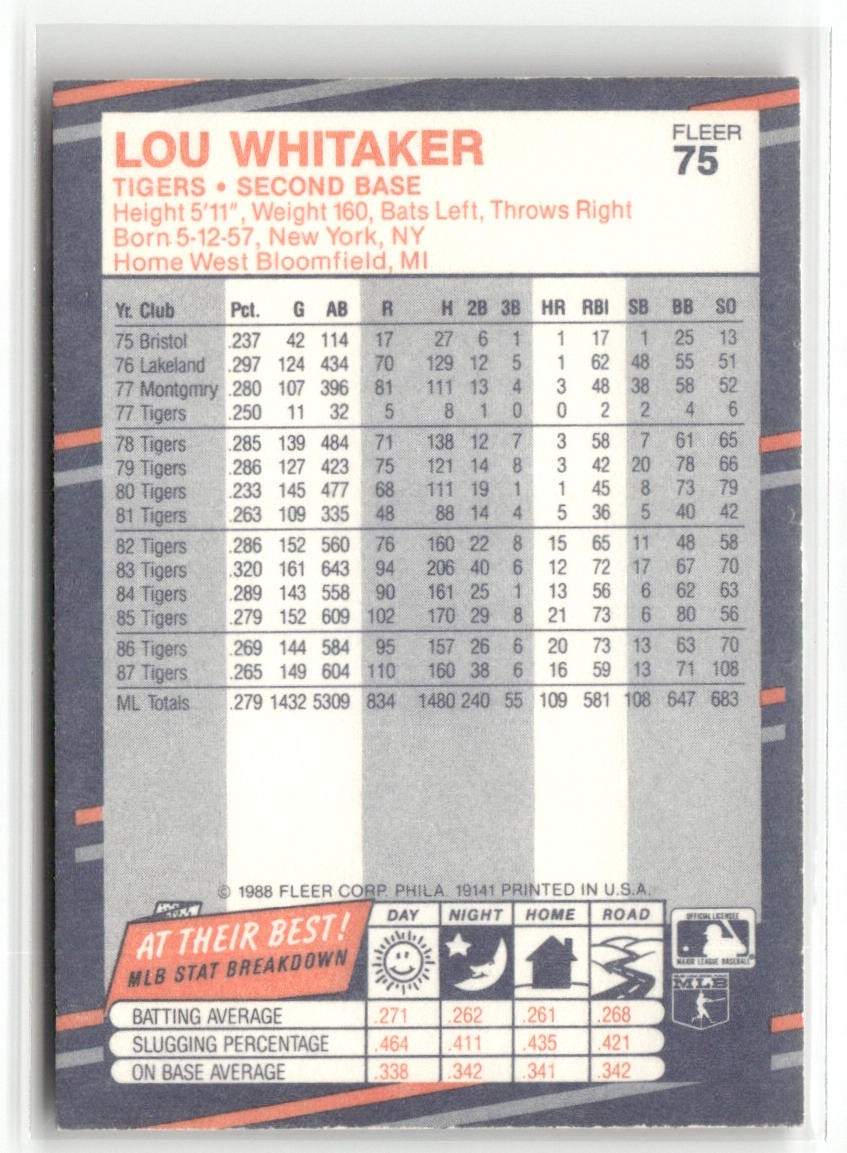 LOU WHITAKER
FLEER
75
TIGERS • SECOND BASE
Height 5'11", Weight 160, Bats Left, Throws Right
Born 5-12-57, New York, NY
Home West Bloomfield, MI
Yr. Club Pct. G AB R H 2B 3B HR RBI SB BB SO
75 Bristol .237 42 114 17 27 6 1 1 17 1 25 13
76 Lakeland .297 124 434 70 129 12 5 1 62 48 55 51
77 Montgmry .280 107 396 81 111 13 4 3 48 38 58 52
77 Tigers .250 11 32 5 8 1 0 0 2 2 4 6
78 Tigers .285 139 484 71 138 12 7 3 58 7 61 65
79 Tigers .286 127 423 75 121 14 8 3 42 20 78 66
80 Tigers .233 145 477 68 111 19 1 1 45 8 73 79
81 Tigers .263 109 335 48 88 14 4 5 36 5 40 42
82 Tigers .286 152 560 76 160 22 8 15 65 11 48 58
83 Tigers .320 161 643 94 206 40 6 12 72 17 67 70
84 Tigers .289 143 558 90 161 25 1 13 56 6 62 63
85 Tigers .279 152 609 102 170 29 8 21 73 6 80 56
86 Tigers .269 144 584 95 157 26 6 20 73 13 63 70
87 Tigers .265 149 604 110 160 38 6 16 59 13 71 108
ML Totals .279 1432 5309 834 1480 240 55 109 581 108 647 683
© 1988 FLEER CORP. PHILA. 19141 PRINTED IN U.S.A.
AT THEIR BEST!
MLB STAT BREAKDOWN
DAY NIGHT HOME ROAD
OFFICIAL LICENSEE
MAJOR LEAGUE BASEBALL
MLB
BATTING AVERAGE .271 .262 .261 .268
SLUGGING PERCENTAGE .464 .411 .435 .421
ON BASE AVERAGE .338 .342 .341 .342